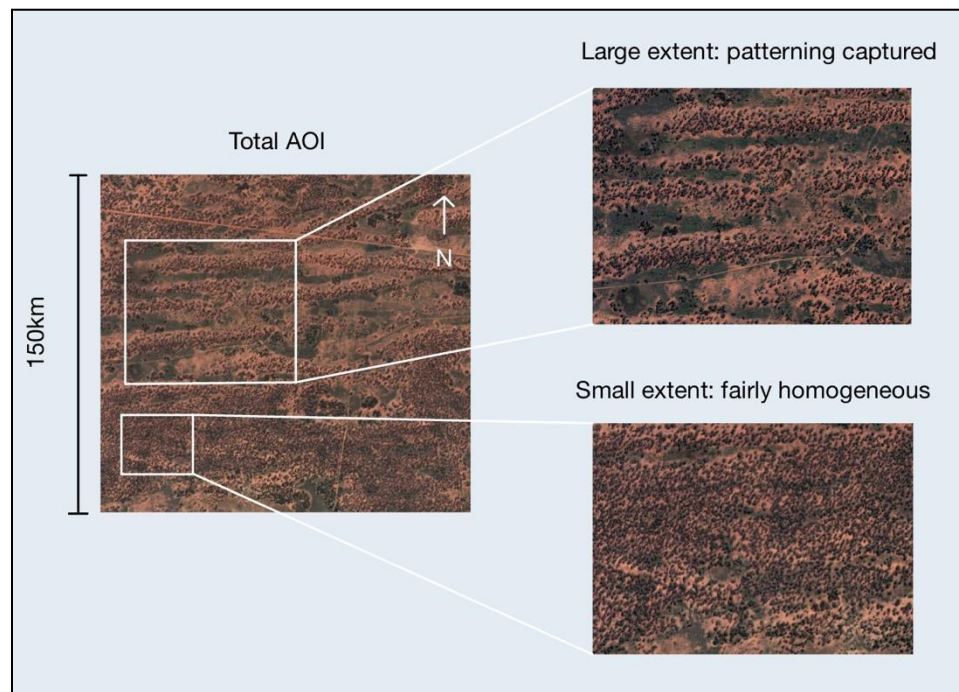 Large extent: patterning captured
Total AOI
N
150km
Small extent: fairly homogeneous